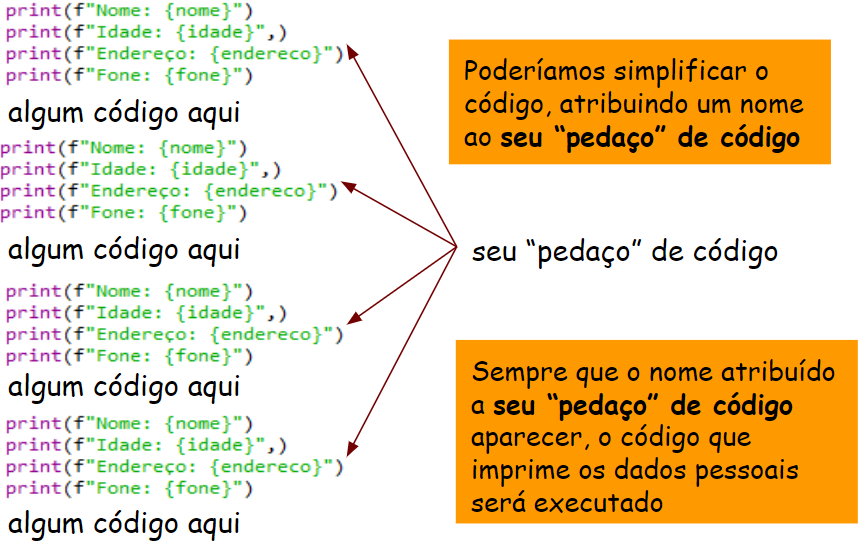 print(f"Nome: {nome}")
print(f"Idade: {idade}",)
print(f"Endereço: {endereco}")
print(f"Fone: {fone}")
algum código aqui
print(f"Nome: {nome}")
print(f"Idade: {idade}",)
print(f"Endereço: {endereco}")
print(f"Fone: {fone}")
algum código aqui
print(f"Nome: {nome}")
print(f"Idade: {idade}",)
print(f"Endereço: {endereco}")
print(f"Fone: {fone}")
algum código aqui
print(f"Nome: {nome}")
print(f"Idade: {idade}",)
print(f"Endereço: {endereco}")
print(f"Fone: {fone}")
algum código aqui
Poderíamos simplificar o
código, atribuindo um nome
ao seu “pedaço” de código
seu “pedaço” de código
Sempre que o nome atribuído
a seu “pedaço” de código
aparecer, o código que
imprime os dados pessoais
será executado